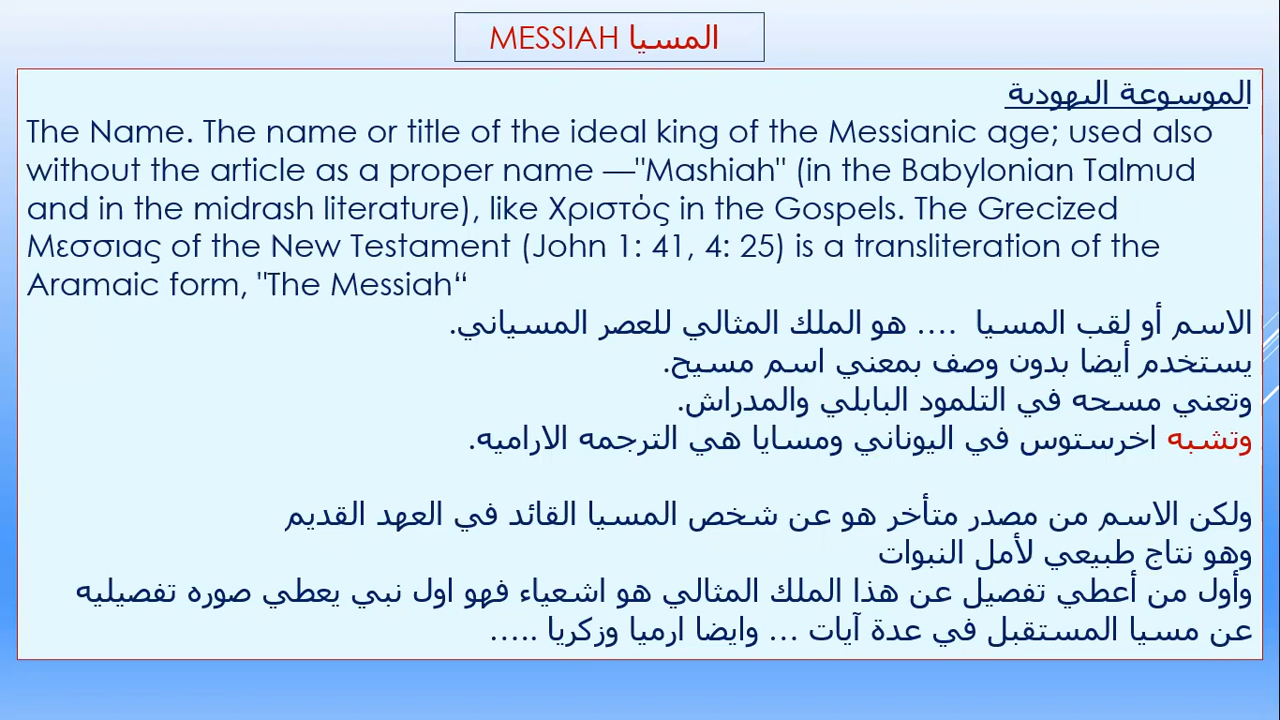 MESSIAH المسيا
الموسوعة اليهودية
The Name. The name or title of the ideal king of the Messianic age; used also
without the article as a proper name —"Mashiah" (in the Babylonian Talmud
and in the midrash literature), like Χριστός in the Gospels. The Grecized
Μεσσιας of the New Testament (John 1: 41, 4: 25) is a transliteration of the
Aramaic form, "The Messiah“
الاسم أو لقب المسيا .... هو الملك المثالي للعصر المسياني.
يستخدم أيضا بدون وصف بمعني اسم مسيح.
وتعني مسحه في التلمود البابلي والمدراش.
وتشبه اخرستوس في اليوناني ومسايا هي الترجمه الاراميه.
ولكن الاسم من مصدر متأخر هو عن شخص المسيا القائد في العهد القديم
وهو نتاج طبيعي لأمل النبوات
وأول من أعطي تفصيل عن هذا الملك المثالي هو اشعياء فهو اول نبي يعطي صوره تفصيليه
عن مسيا المستقبل في عدة آيات ... وايضا ارميا وزكريا .....